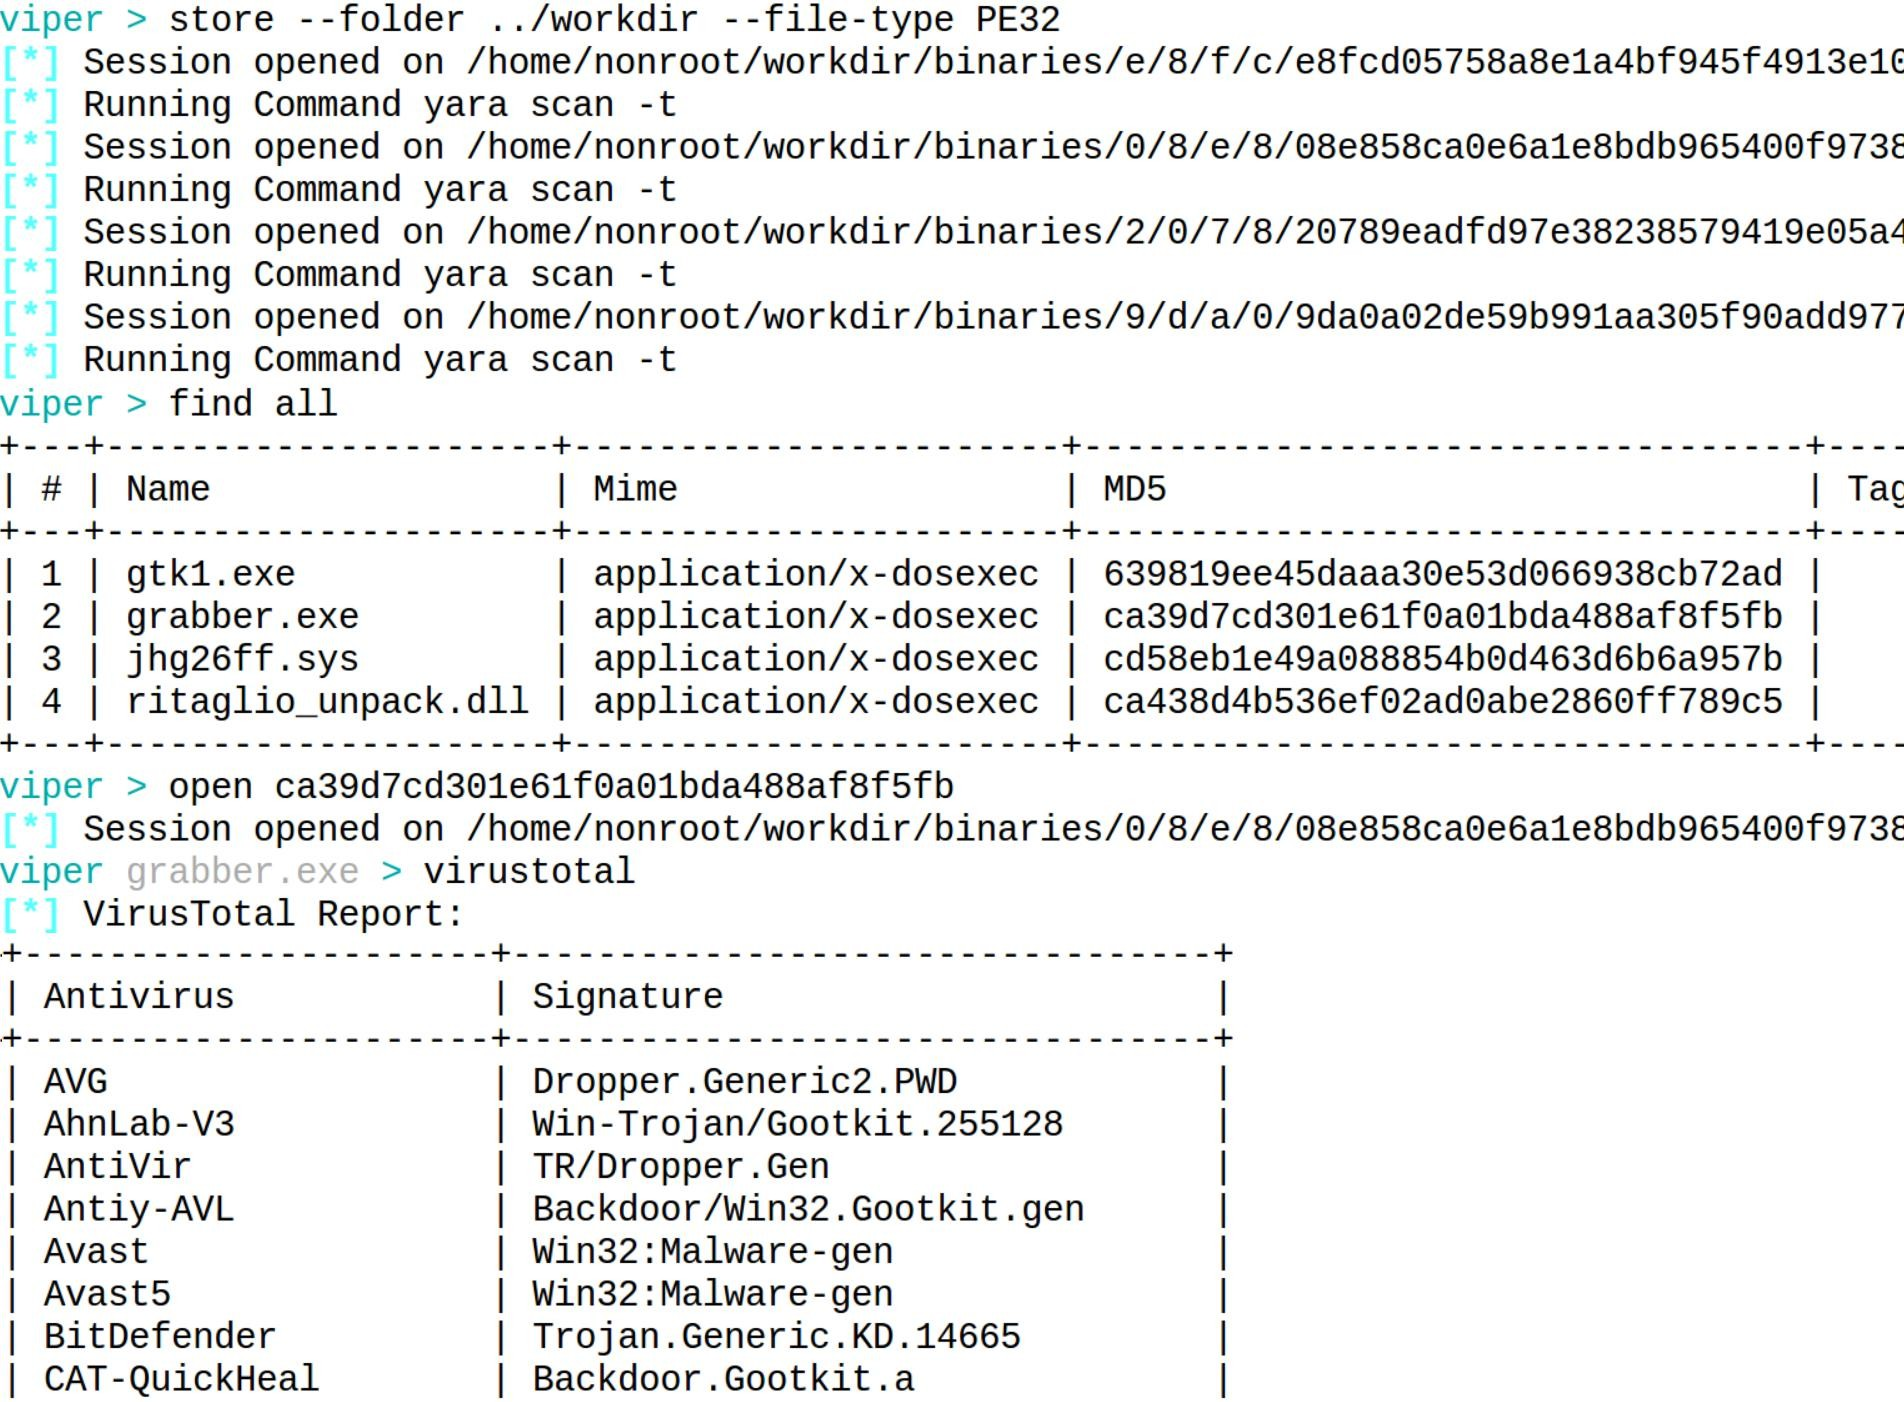 viper > store --folder ../workdir --file-type PE32
[*] Session opened on /home/nonroot/workdir/binaries/e/8/f/c/e8fcd05758a8e1a4bf945f4913e10
[*] Running Command yara scan -t
[*] Session opened on /home/nonroot/workdir/binaries/0/8/e/8/08e858ca0e6a1e8bdb965400f9738
[*] Running Command yara scan -t
[*] Session opened on /home/nonroot/workdir/binaries/2/0/7/8/20789eadfd97e38238579419e05a4
[*] Running Command yara scan -t
[*] Session opened on /home/nonroot/workdir/binaries/9/d/a/0/9da0a02de59b991aa305f90add977
[*] Running Command yara scan -t
viper > find all
+---+---------------------+-----------------------+----------------------------------+----
| # | Name                | Mime                  | MD5                              | Tag
+---+---------------------+-----------------------+----------------------------------+----
| 1 | gtk1.exe            | application/x-dosexec | 639819ee45daaa30e53d066938cb72ad |
| 2 | grabber.exe         | application/x-dosexec | ca39d7cd301e61f0a01bda488af8f5fb |
| 3 | jhg26ff.sys         | application/x-dosexec | cd58eb1e49a088854b0d463d6b6a957b |
| 4 | ritaglio_unpack.dll | application/x-dosexec | ca438d4b536ef02ad0abe2860ff789c5 |
+---+---------------------+-----------------------+----------------------------------+----
viper > open ca39d7cd301e61f0a01bda488af8f5fb
[*] Session opened on /home/nonroot/workdir/binaries/0/8/e/8/08e858ca0e6a1e8bdb965400f9738
viper grabber.exe > virustotal
[*] VirusTotal Report:
+----------------------+---------------------------------+
| Antivirus            | Signature                       |
+----------------------+---------------------------------+
| AVG                  | Dropper.Generic2.PWD            |
| AhnLab-V3            | Win-Trojan/Gootkit.255128       |
| AntiVir              | TR/Dropper.Gen                  |
| Antiy-AVL            | Backdoor/Win32.Gootkit.gen      |
| Avast                | Win32:Malware-gen               |
| Avast5               | Win32:Malware-gen               |
| BitDefender          | Trojan.Generic.KD.14665         |
| CAT-QuickHeal        | Backdoor.Gootkit.a              |